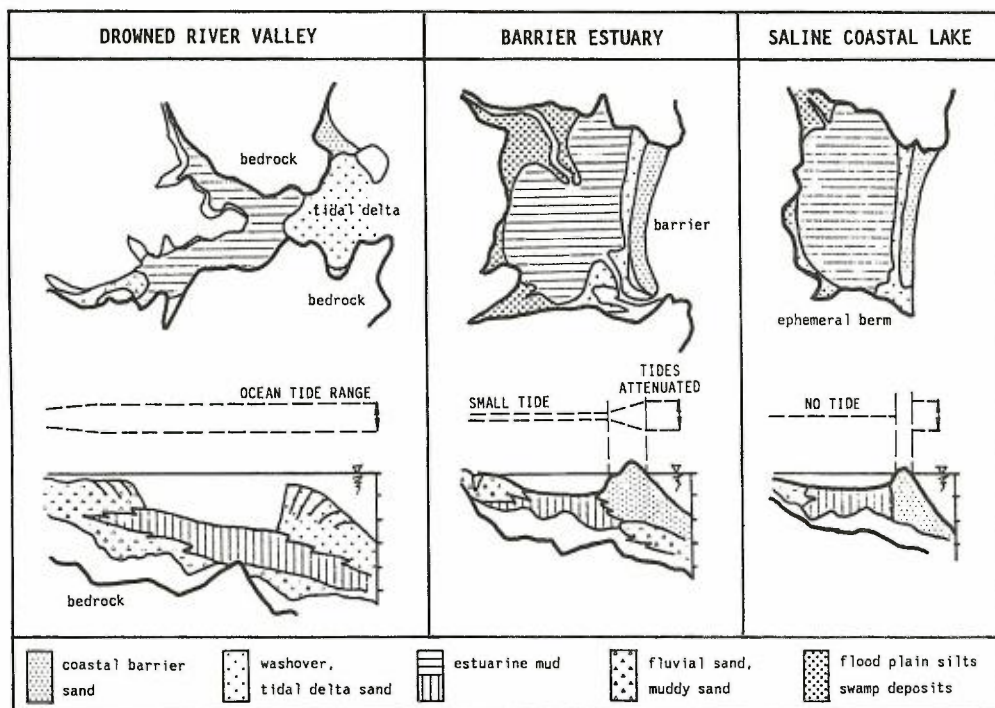 DROWNED RIVER VALLEY
BARRIER ESTUARY
SALINE COASTAL LAKE
bedrock
tidal delta
bedrock
barrier
ephemeral berm
OCEAN TIDE RANGE
SMALL TIDE
TIDES
ATTENUATED
NO TIDE
bedrock
coastal barrier
sand
washover,
tidal delta sand
estuarine mud
fluvial sand,
muddy sand
flood plain silts
swamp deposits